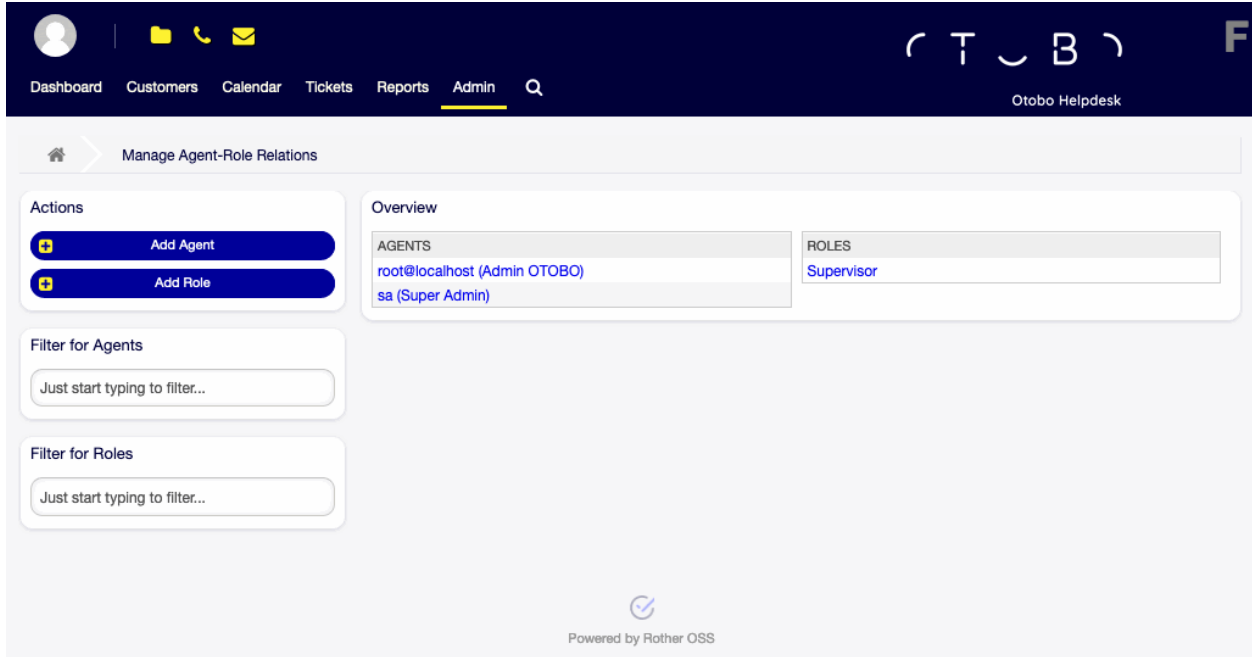 OTOBO
F
Dashboard Customers Calendar Tickets Reports Admin
Otobo Helpdesk
Manage Agent-Role Relations
Actions
Add Agent
Add Role
Filter for Agents
Just start typing to filter...
Filter for Roles
Just start typing to filter...
Overview
AGENTS
root@localhost (Admin OTOBO)
sa (Super Admin)
ROLES
Supervisor
Powered by Rother OSS